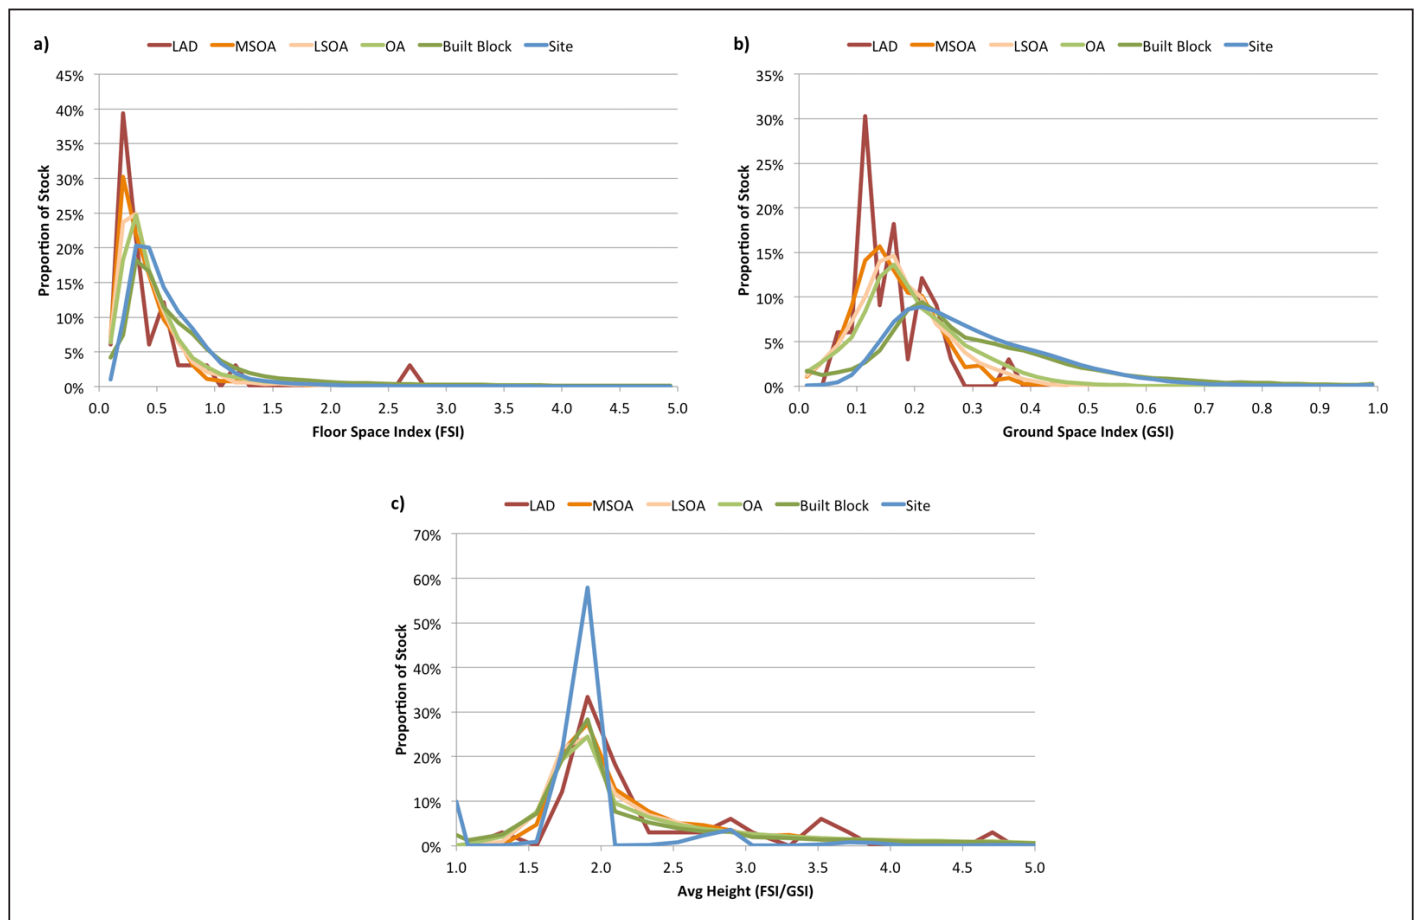 a) LAD MSOA LSOA OA Built Block Site
45%
40%
35%
30%
25%
20%
15%
10%
5%
0%
Proportion of Stock
0.0 0.5 1.0 1.5 2.0 2.5 3.0 3.5 4.0 4.5 5.0
Floor Space Index (FSI)
b) LAD MSOA LSOA OA Built Block Site
35%
30%
25%
20%
15%
10%
5%
0%
Proportion of Stock
0.0 0.1 0.2 0.3 0.4 0.5 0.6 0.7 0.8 0.9 1.0
Ground Space Index (GSI)
c) LAD MSOA LSOA OA Built Block Site
70%
60%
50%
40%
30%
20%
10%
0%
Proportion of Stock
1.0 1.5 2.0 2.5 3.0 3.5 4.0 4.5 5.0
Avg Height (FSI/GSI)